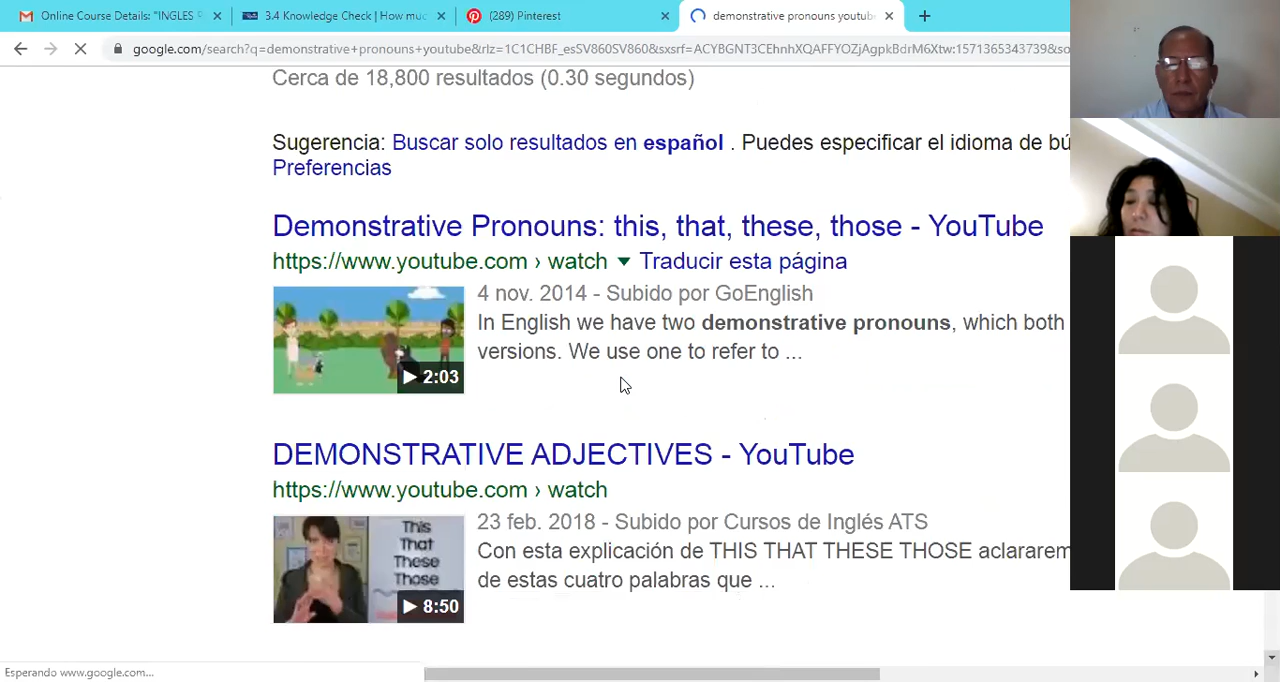 Online Course Details: "INGLES P
3.4 Knowledge Check | How much
(289) Pinterest
demonstrative pronouns youtube
google.com/search?q=demonstrative+pronouns+youtube&rlz=1C1CHBF_esSV860SV860&sxsrf=ACYBGNT3CEhnhXQAFFYOZjAgpkBdrM6Xtw:1571365343739&so
Cerca de 18,800 resultados (0.30 segundos)
Sugerencia: Buscar solo resultados en español . Puedes especificar el idioma de bú
Preferencias
Demonstrative Pronouns: this, that, these, those - YouTube
https://www.youtube.com › watch ▼ Traducir esta página
4 nov. 2014 - Subido por GoEnglish
In English we have two demonstrative pronouns, which both
versions. We use one to refer to ...
2:03
DEMONSTRATIVE ADJECTIVES - YouTube
https://www.youtube.com › watch
23 feb. 2018 - Subido por Cursos de Inglés ATS
Con esta explicación de THIS THAT THESE THOSE aclararem
de estas cuatro palabras que ...
This
That
These
Those
8:50
Esperando www.google.com...